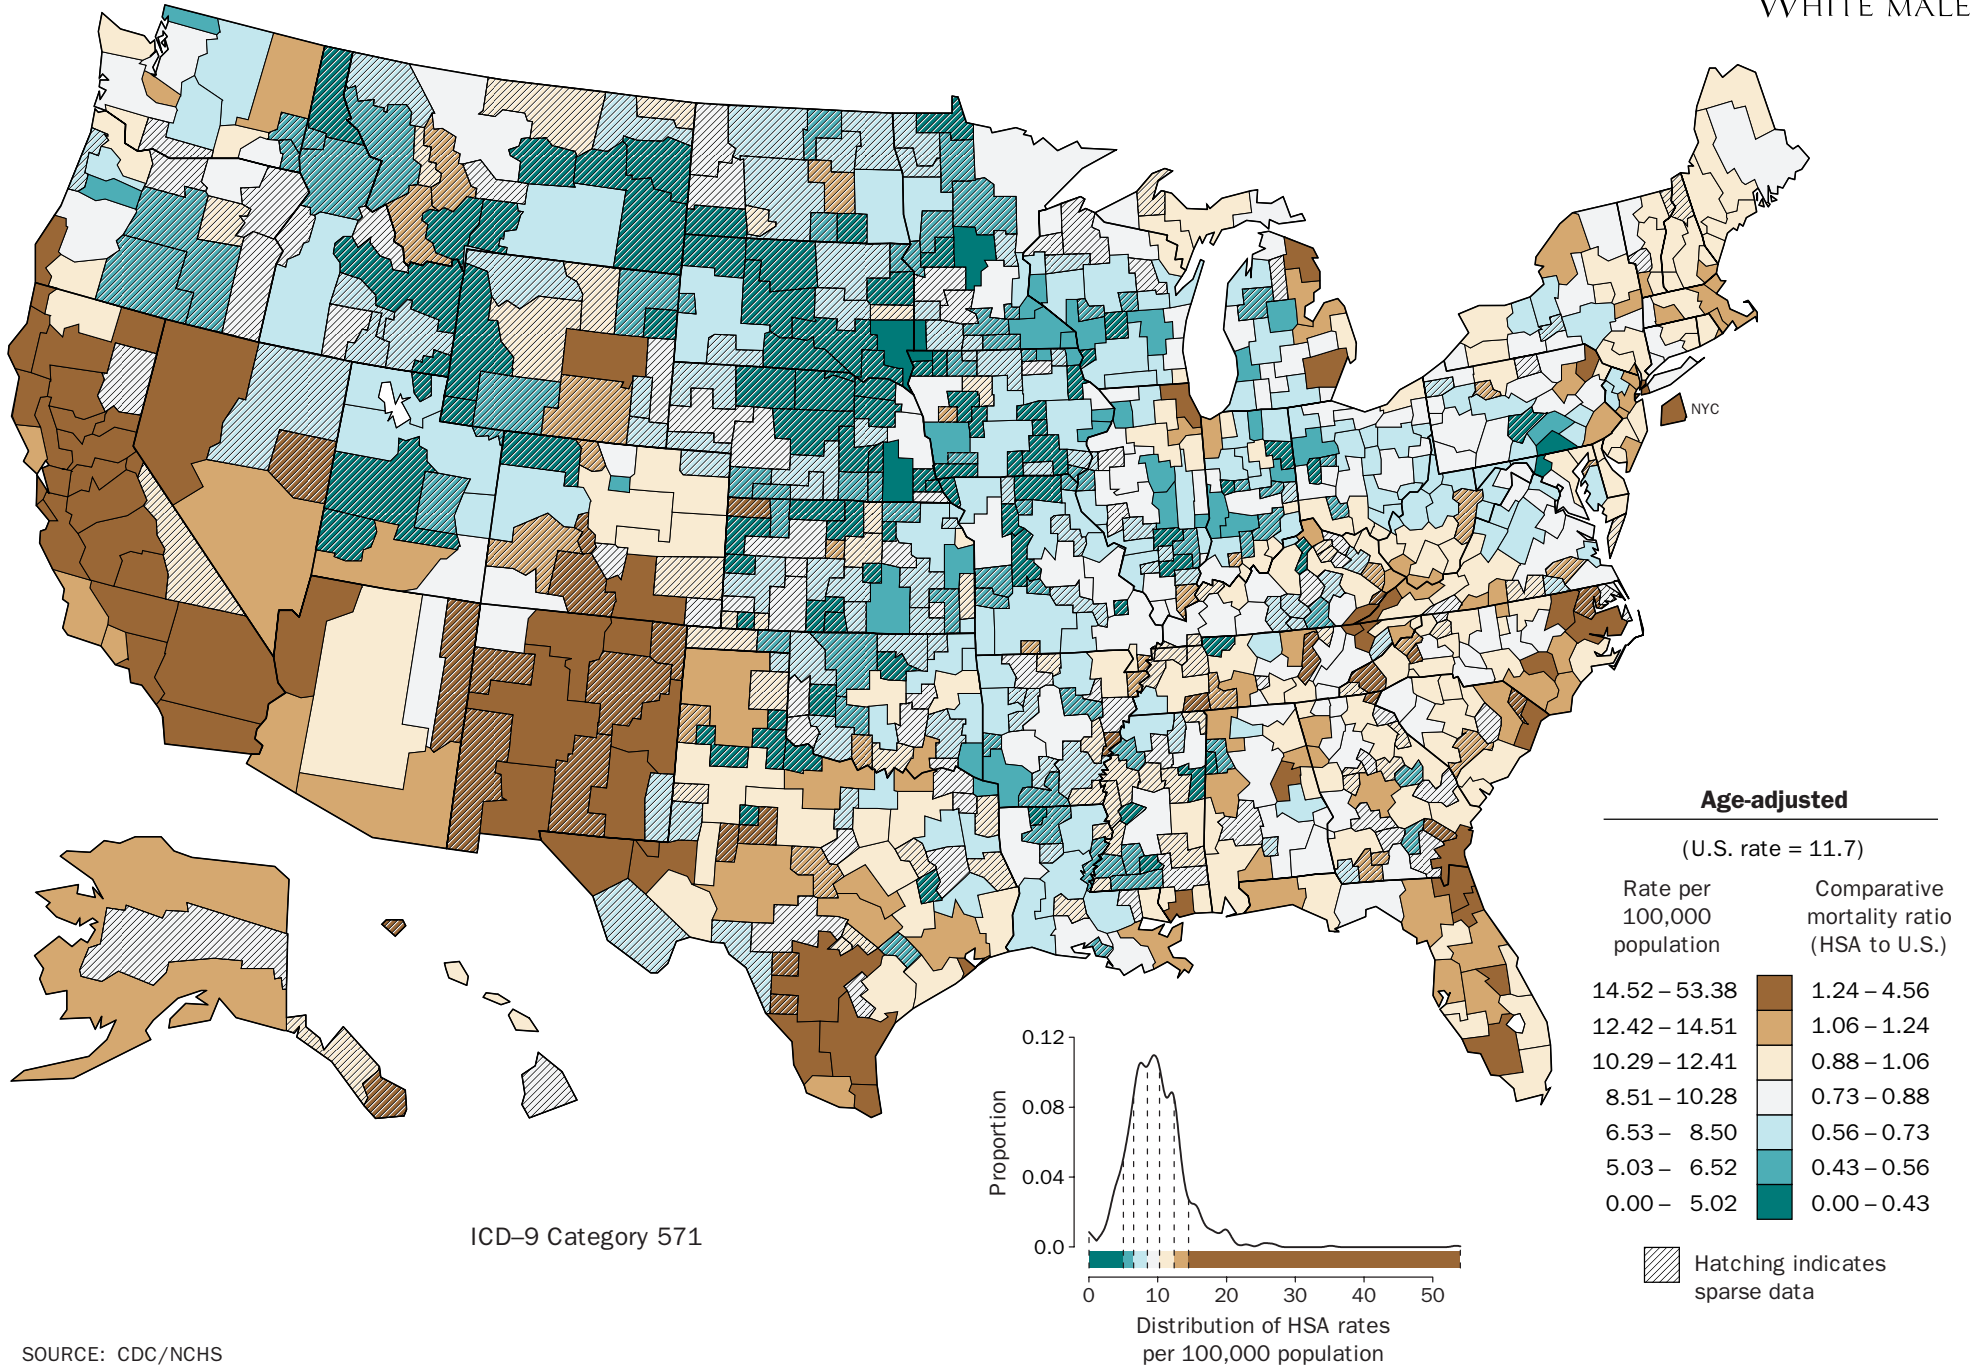 WHITE MALE
NYC
Age-adjusted
(U.S. rate = 11.7)
Rate per 100,000 population
Comparative mortality ratio (HSA to U.S.)
14.52 – 53.38 1.24 – 4.56
12.42 – 14.51 1.06 – 1.24
10.29 – 12.41 0.88 – 1.06
8.51 – 10.28 0.73 – 0.88
6.53 – 8.50 0.56 – 0.73
5.03 – 6.52 0.43 – 0.56
0.00 – 5.02 0.00 – 0.43
Hatching indicates
sparse data
0.12
0.08
0.04
0.0
Proportion
0 10 20 30 40 50
Distribution of HSA rates
per 100,000 population
ICD–9 Category 571
SOURCE: CDC/NCHS